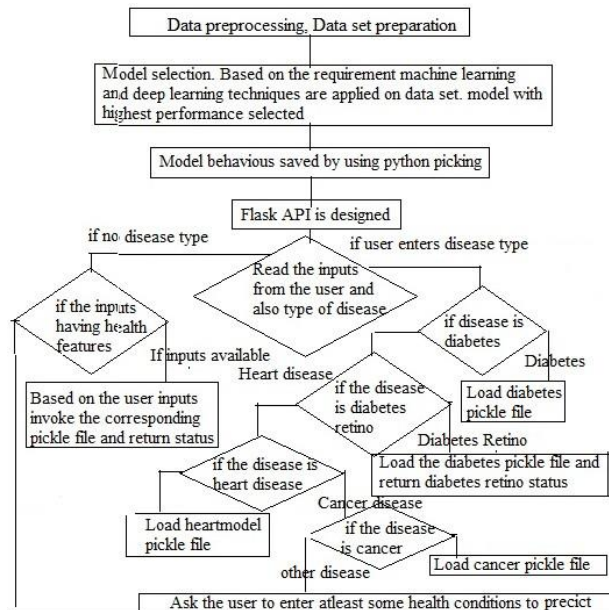 Data preprocessing, Data set preparation
Model selection. Based on the requirement machine learning
and deep learning techniques are applied on data set. model with
highest performance selected
Model behavious saved by using python picking
Flask API is designed
if no disease type
if user enters disease type
Read the inputs
from the user and
also type of disease
if the inputs
having health
features
if disease is
diabetes
If inputs available
Diabetes
Heart disease
Based on the user inputs
invoke the corresponding
pickle file and return status
if the disease
is diabetes
retino
Load diabetes
pickle file
Diabetes Retino
if the disease is
heart disease
Load the diabetes pickle file and
return diabetes retino status
Cancer disease
Load heartmodel
pickle file
if the disease
is cancer
Load cancer pickle file
other disease
Ask the user to enter atleast some health conditions to precict